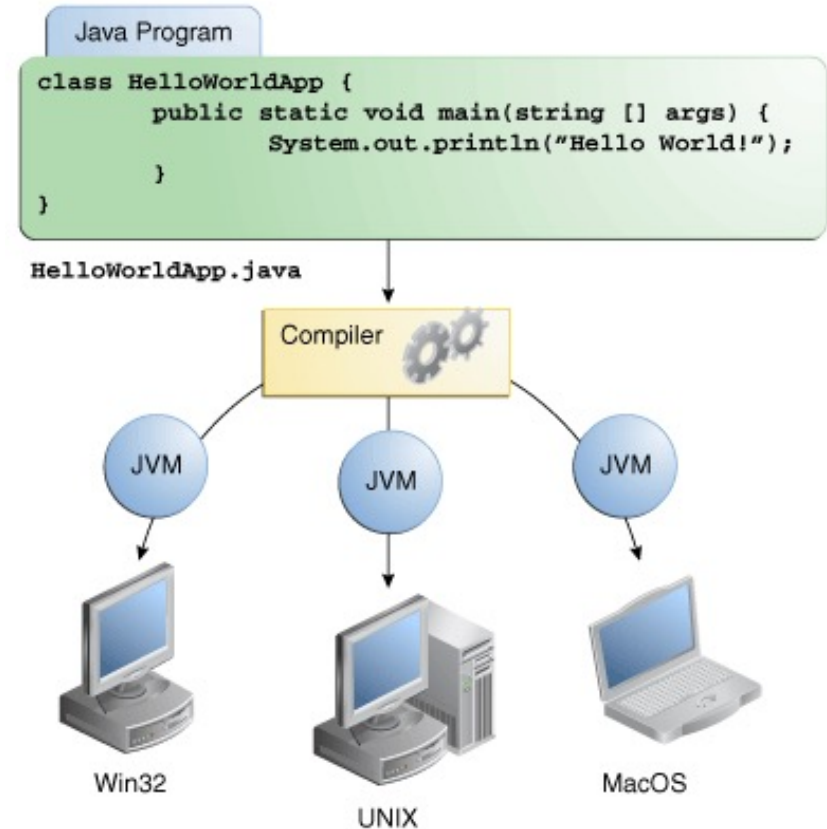 Java Program
class HelloWorldApp {
public static void main(string [] args) {
System.out.println("Hello World!");
}
}
HelloWorldApp.java
Compiler
JVM
JVM
JVM
Win32
UNIX
MacOS